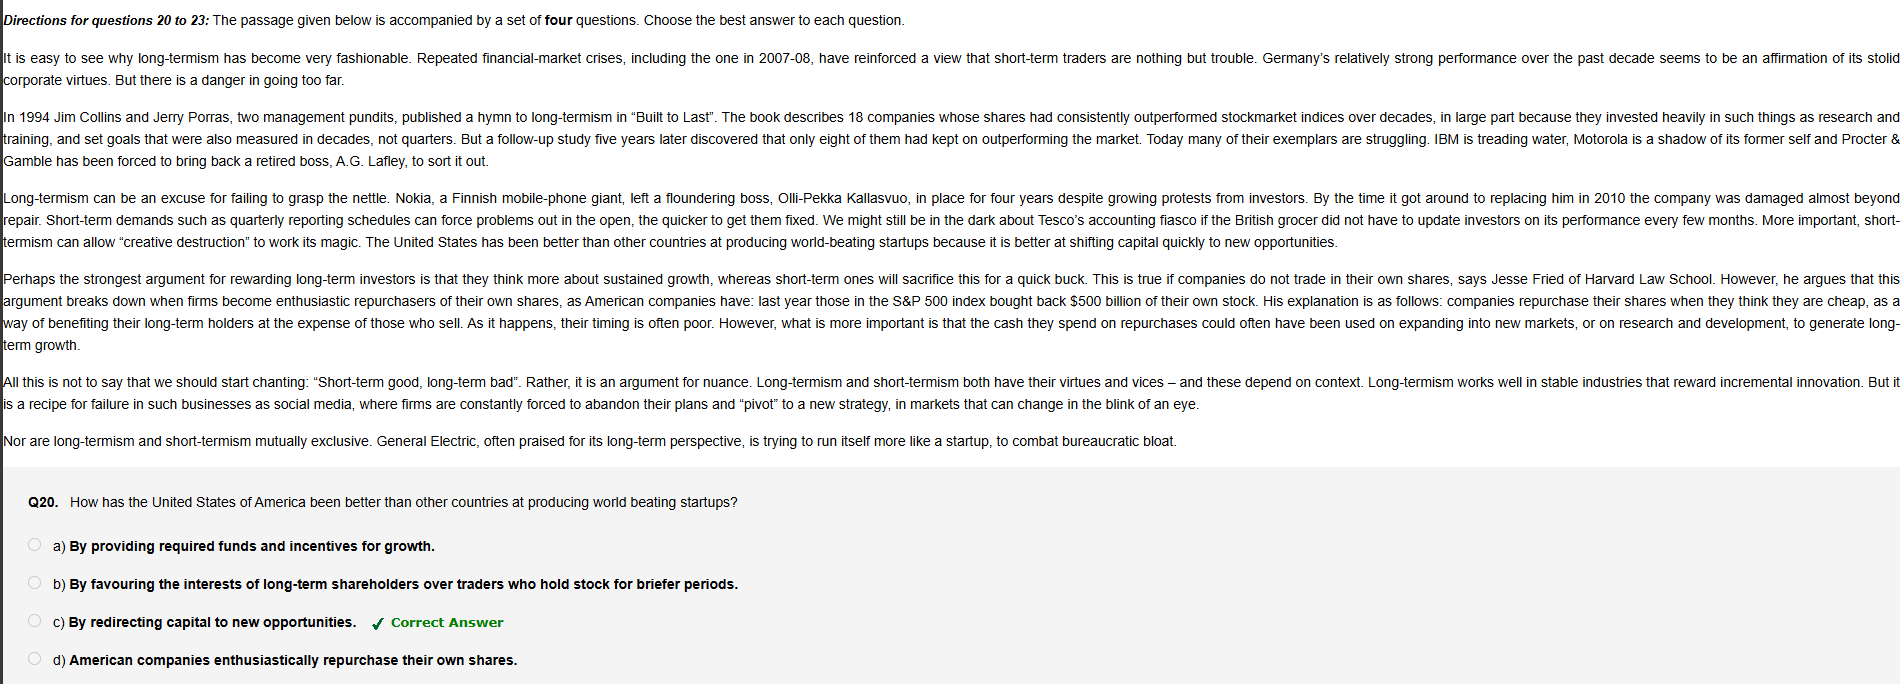 Directions for questions 20 to 23: The passage given below is accompanied by a set of four questions. Choose the best answer to each question.
It is easy to see why long-termism has become very fashionable. Repeated financial-market crises, including the one in 2007-08, have reinforced a view that short-term traders are nothing but trouble. Germany's relatively strong performance over the past decade seems to be an affirmation of its stolid
corporate virtues. But there is a danger in going too far.
In 1994 Jim Collins and Jerry Porras, two management pundits, published a hymn to long-termism in “Built to Last”. The book describes 18 companies whose shares had consistently outperformed stockmarket indices over decades, in large part because they invested heavily in such things as research and
training, and set goals that were also measured in decades, not quarters. But a follow-up study five years later discovered that only eight of them had kept on outperforming the market. Today many of their exemplars are struggling. IBM is treading water, Motorola is a shadow of its former self and Procter &
Gamble has been forced to bring back a retired boss, A.G. Lafley, to sort it out.
Long-termism can be an excuse for failing to grasp the nettle. Nokia, a Finnish mobile-phone giant, left a floundering boss, Olli-Pekka Kallasvuo, in place for four years despite growing protests from investors. By the time it got around to replacing him in 2010 the company was damaged almost beyond
repair. Short-term demands such as quarterly reporting schedules can force problems out in the open, the quicker to get them fixed. We might still be in the dark about Tesco's accounting fiasco if the British grocer did not have to update investors on its performance every few months. More important, short-
termism can allow “creative destruction” to work its magic. The United States has been better than other countries at producing world-beating startups because it is better at shifting capital quickly to new opportunities.
Perhaps the strongest argument for rewarding long-term investors is that they think more about sustained growth, whereas short-term ones will sacrifice this for a quick buck. This is true if companies do not trade in their own shares, says Jesse Fried of Harvard Law School. However, he argues that this
argument breaks down when firms become enthusiastic repurchasers of their own shares, as American companies have: last year those in the S&P 500 index bought back $500 billion of their own stock. His explanation is as follows: companies repurchase their shares when they think they are cheap, as a
way of benefiting their long-term holders at the expense of those who sell. As it happens, their timing is often poor. However, what is more important is that the cash they spend on repurchases could often have been used on expanding into new markets, or on research and development, to generate long-
term growth.
All this is not to say that we should start chanting: “Short-term good, long-term bad”. Rather, it is an argument for nuance. Long-termism and short-termism both have their virtues and vices – and these depend on context. Long-termism works well in stable industries that reward incremental innovation. But it
is a recipe for failure in such businesses as social media, where firms are constantly forced to abandon their plans and “pivot” to a new strategy, in markets that can change in the blink of an eye.
Nor are long-termism and short-termism mutually exclusive. General Electric, often praised for its long-term perspective, is trying to run itself more like a startup, to combat bureaucratic bloat.
Q20. How has the United States of America been better than other countries at producing world beating startups?
a) By providing required funds and incentives for growth.
b) By favouring the interests of long-term shareholders over traders who hold stock for briefer periods.
c) By redirecting capital to new opportunities. ✓ Correct Answer
d) American companies enthusiastically repurchase their own shares.